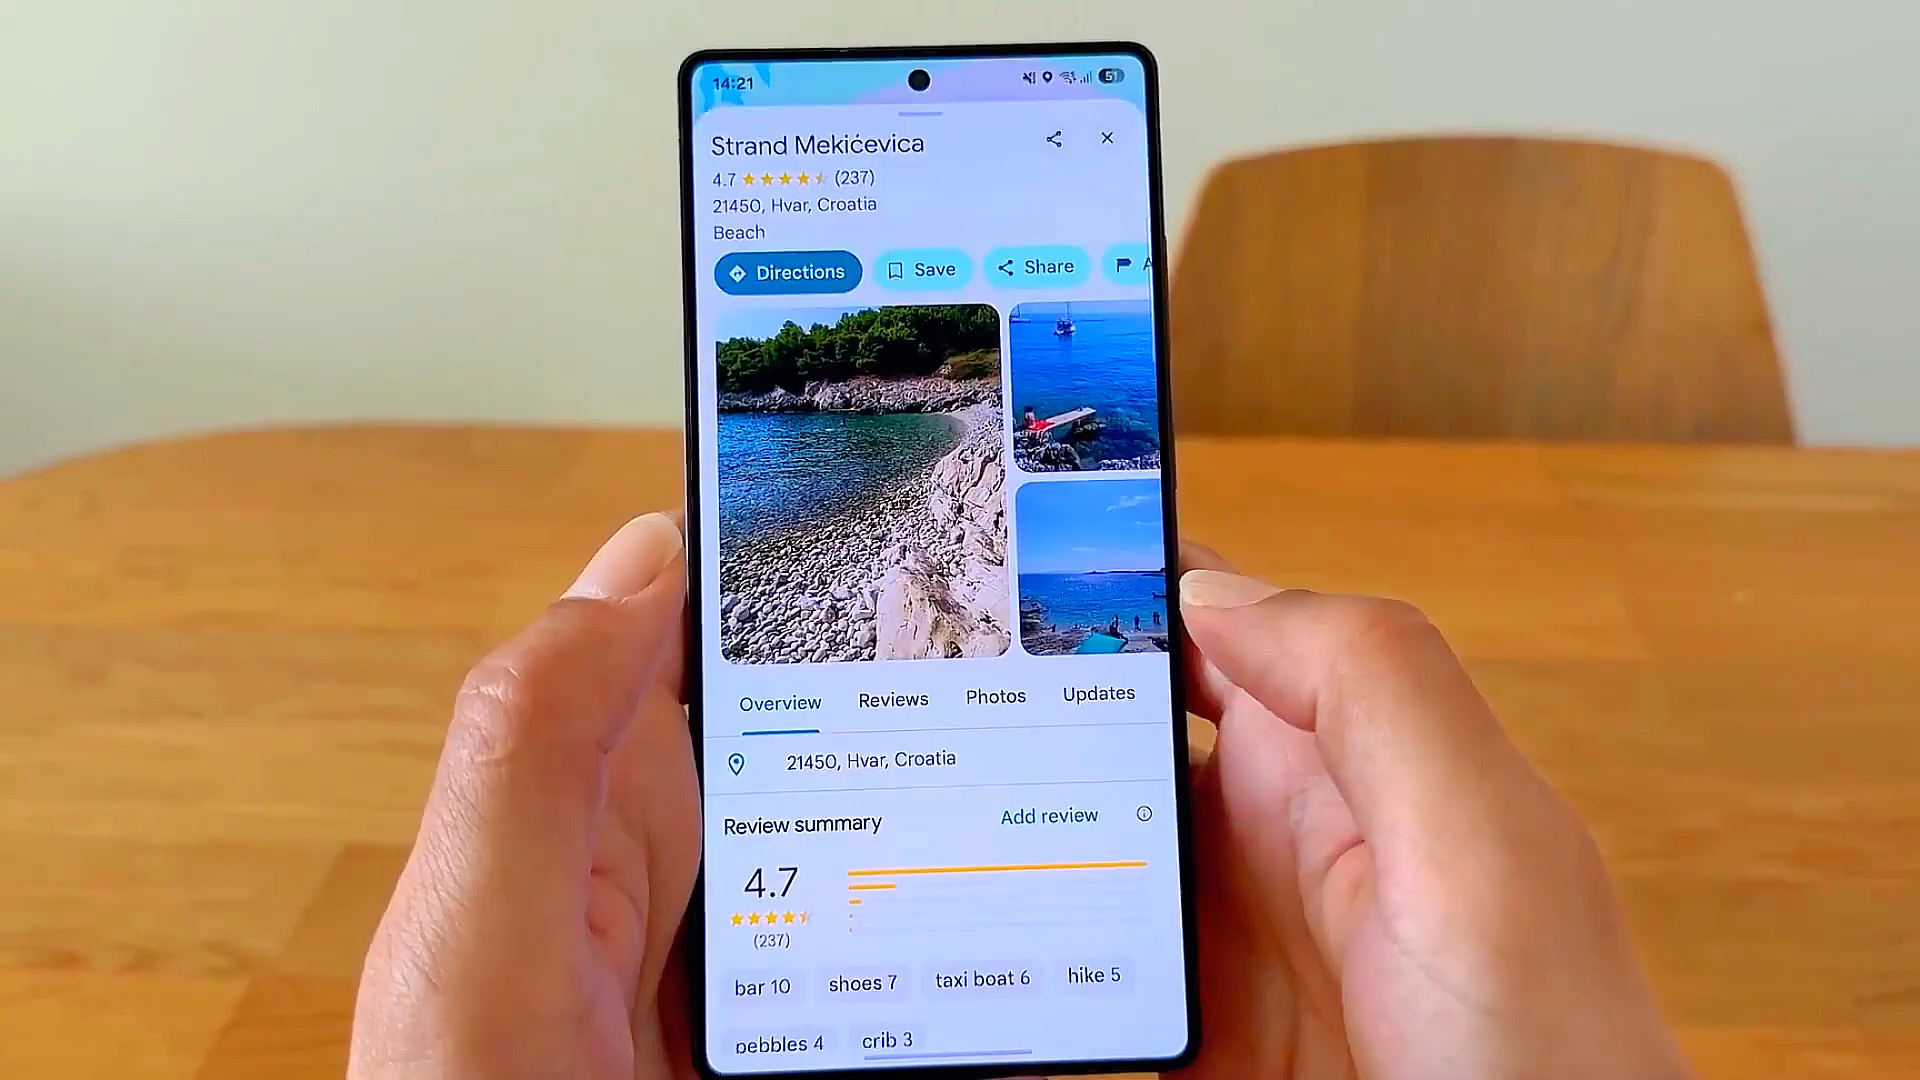 14:21
51
Strand Mekićevica
4.7 (237)
21450, Hvar, Croatia
Beach
Directions Save Share
Overview Reviews Photos Updates
21450, Hvar, Croatia
Review summary Add review
4.7
(237)
bar 10 shoes 7 taxi boat 6 hike 5
pebbles 4 crib 3